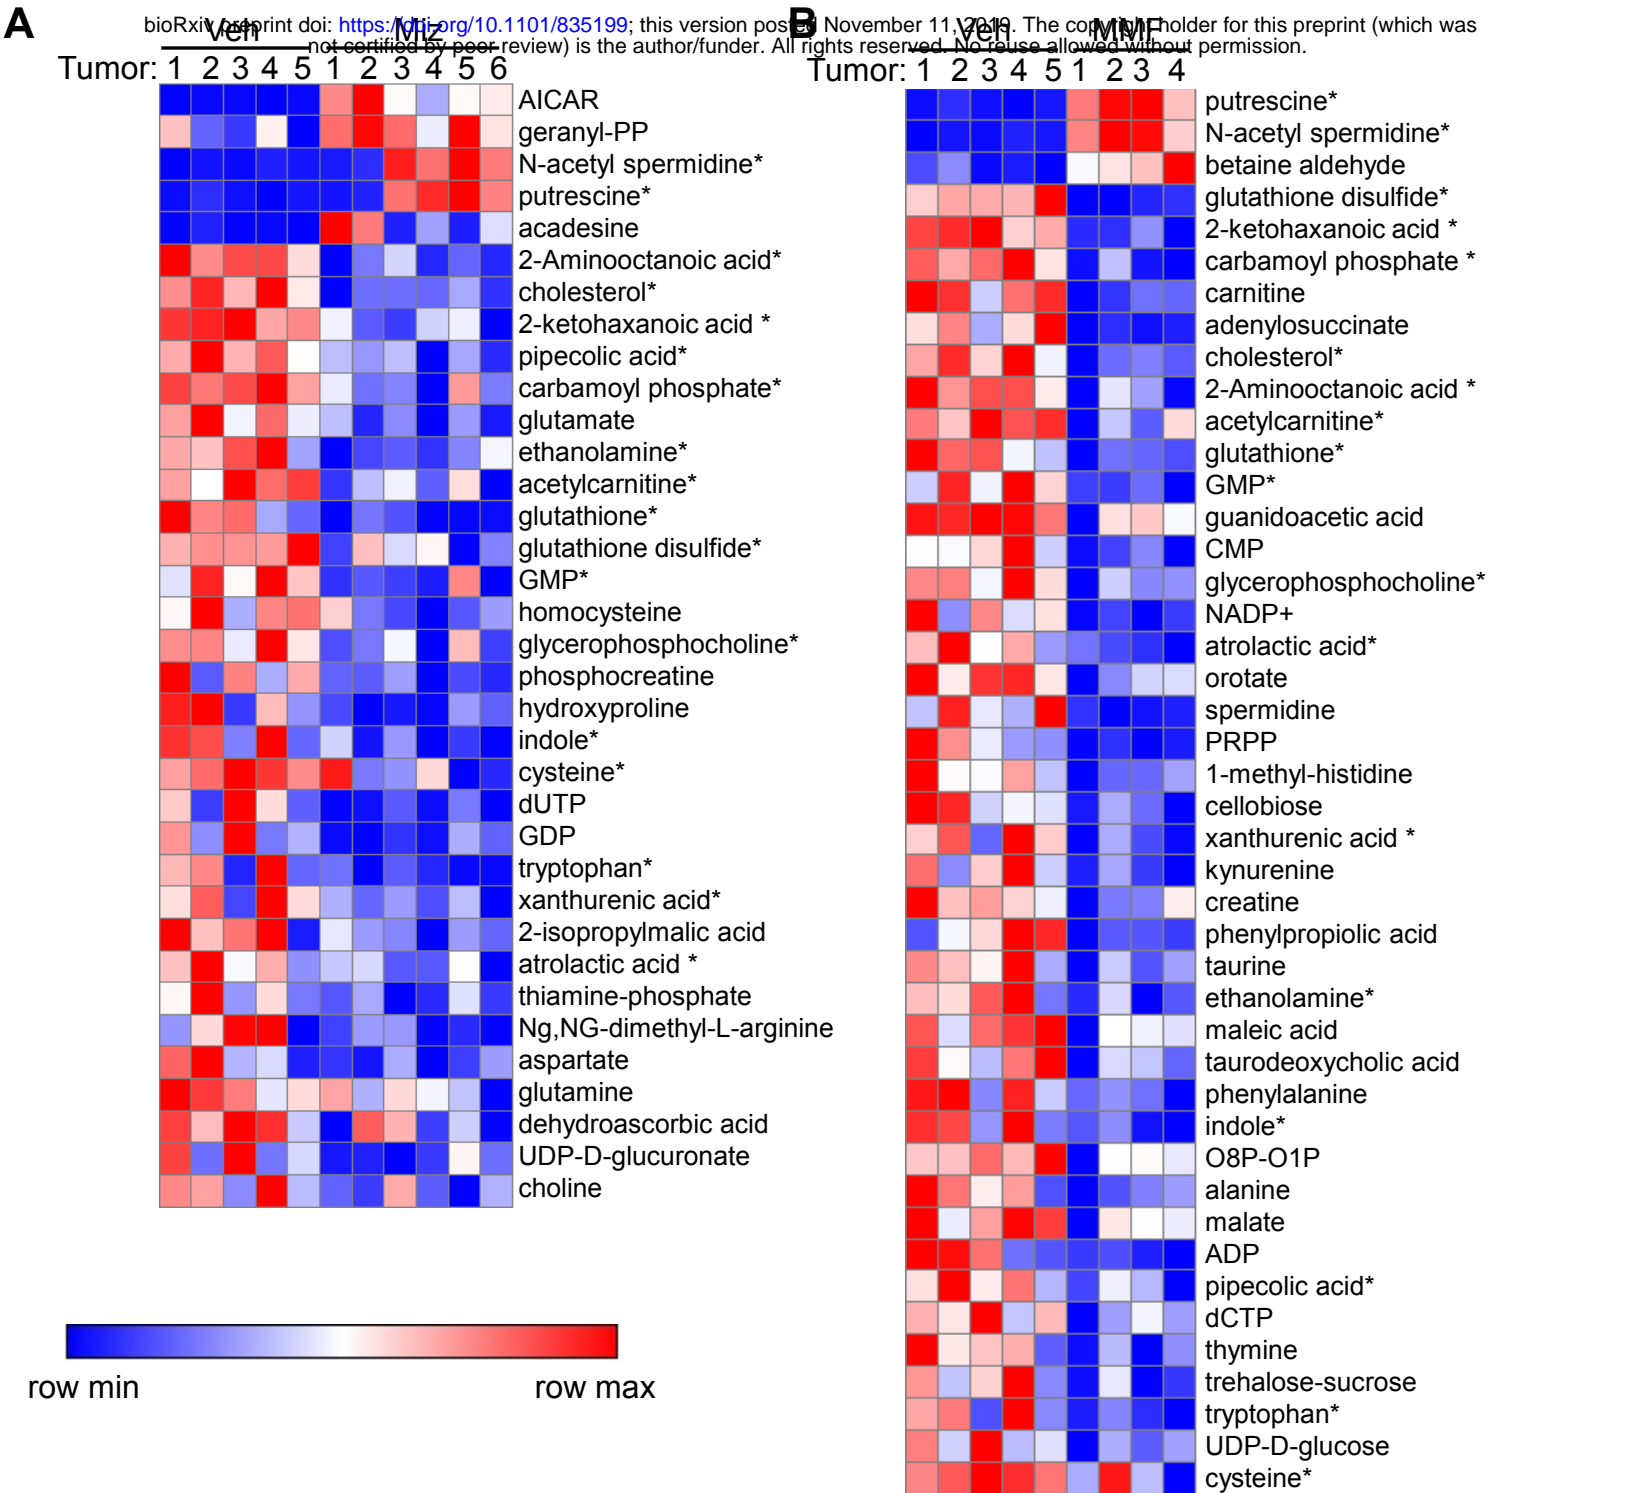 A
B
bioRxiv preprint doi: https://doi.org/10.1101/835199; this version posted November 11, 2019. The copyright holder for this preprint (which was
not certified by peer review) is the author/funder. All rights reserved. No reuse allowed without permission.
Veh Miz
Tumor: 1 2 3 4 5 1 2 3 4 5 6
AICAR
geranyl-PP
N-acetyl spermidine*
putrescine*
acadesine
2-Aminooctanoic acid*
cholesterol*
2-ketohaxanoic acid *
pipecolic acid*
carbamoyl phosphate*
glutamate
ethanolamine*
acetylcarnitine*
glutathione*
glutathione disulfide*
GMP*
homocysteine
glycerophosphocholine*
phosphocreatine
hydroxyproline
indole*
cysteine*
dUTP
GDP
tryptophan*
xanthurenic acid*
2-isopropylmalic acid
atrolactic acid *
thiamine-phosphate
Ng,NG-dimethyl-L-arginine
aspartate
glutamine
dehydroascorbic acid
UDP-D-glucuronate
choline
row min row max
Veh MMF
Tumor: 1 2 3 4 5 1 2 3 4
putrescine*
N-acetyl spermidine*
betaine aldehyde
glutathione disulfide*
2-ketohaxanoic acid *
carbamoyl phosphate *
carnitine
adenylosuccinate
cholesterol*
2-Aminooctanoic acid *
acetylcarnitine*
glutathione*
GMP*
guanidoacetic acid
CMP
glycerophosphocholine*
NADP+
atrolactic acid*
orotate
spermidine
PRPP
1-methyl-histidine
cellobiose
xanthurenic acid *
kynurenine
creatine
phenylpropiolic acid
taurine
ethanolamine*
maleic acid
taurodeoxycholic acid
phenylalanine
indole*
O8P-O1P
alanine
malate
ADP
pipecolic acid*
dCTP
thymine
trehalose-sucrose
tryptophan*
UDP-D-glucose
cysteine*